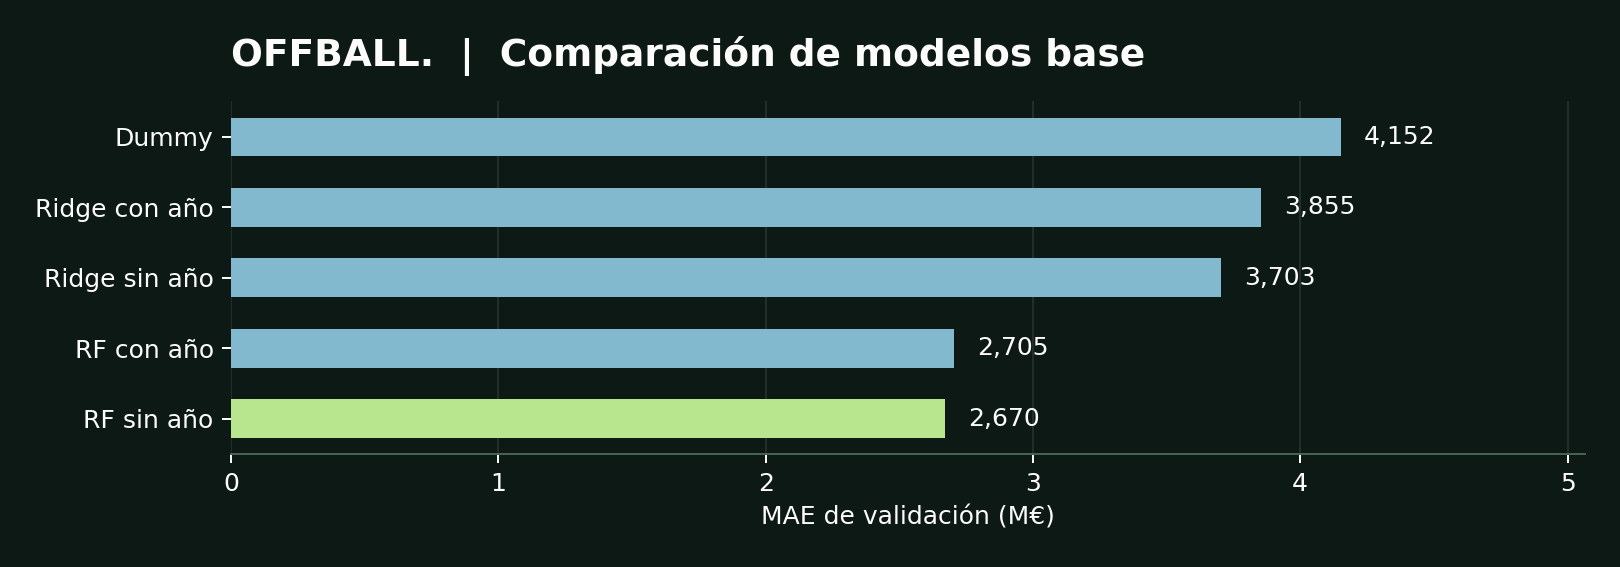 OFFBALL. | Comparación de modelos base
Dummy 4,152
Ridge con año 3,855
Ridge sin año 3,703
RF con año 2,705
RF sin año 2,670
0 1 2 3 4 5
MAE de validación (M€)